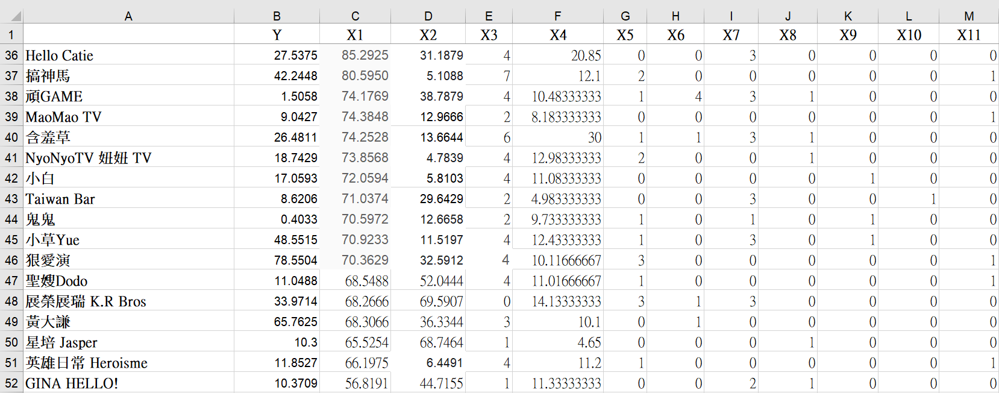 A B C D E F G H I J K L M
1 Y X1 X2 X3 X4 X5 X6 X7 X8 X9 X10 X11
36 Hello Catie 27.5375 85.2925 31.1879 4 20.85 0 0 3 0 0 0 0
37 搞神馬 42.2448 80.5950 5.1088 7 12.1 2 0 0 0 0 0 1
38 頑GAME 1.5058 74.1769 38.7879 4 10.48333333 1 4 3 1 0 0 0
39 MaoMao TV 9.0427 74.3848 12.9666 2 8.183333333 0 0 0 0 0 0 1
40 含羞草 26.4811 74.2528 13.6644 6 30 1 1 3 1 0 0 0
41 NyoNyoTV 妞妞 TV 18.7429 73.8568 4.7839 4 12.98333333 2 0 0 1 0 0 0
42 小白 17.0593 72.0594 5.8103 4 11.08333333 0 0 0 0 1 0 0
43 Taiwan Bar 8.6206 71.0374 29.6429 2 4.983333333 0 0 3 0 0 1 0
44 鬼鬼 0.4033 70.5972 12.6658 2 9.733333333 1 0 1 0 1 0 0
45 小草Yue 48.5515 70.9233 11.5197 4 12.43333333 1 0 3 0 1 0 0
46 狠愛演 78.5504 70.3629 32.5912 4 10.11666667 3 0 0 0 0 0 1
47 聖嫂Dodo 11.0488 68.5488 52.0444 4 11.01666667 1 0 0 0 0 0 1
48 展榮展瑞 K.R Bros 33.9714 68.2666 69.5907 0 14.13333333 3 1 3 0 0 0 0
49 黃大謙 65.7625 68.3066 36.3344 3 10.1 0 1 0 0 0 0 0
50 星培 Jasper 10.3 65.5254 68.7464 1 4.65 0 0 0 1 0 0 0
51 英雄日常 Heroisme 11.8527 66.1975 6.4491 4 11.2 1 0 0 0 0 0 1
52 GINA HELLO! 10.3709 56.8191 44.7155 1 11.33333333 0 0 2 1 0 0 0